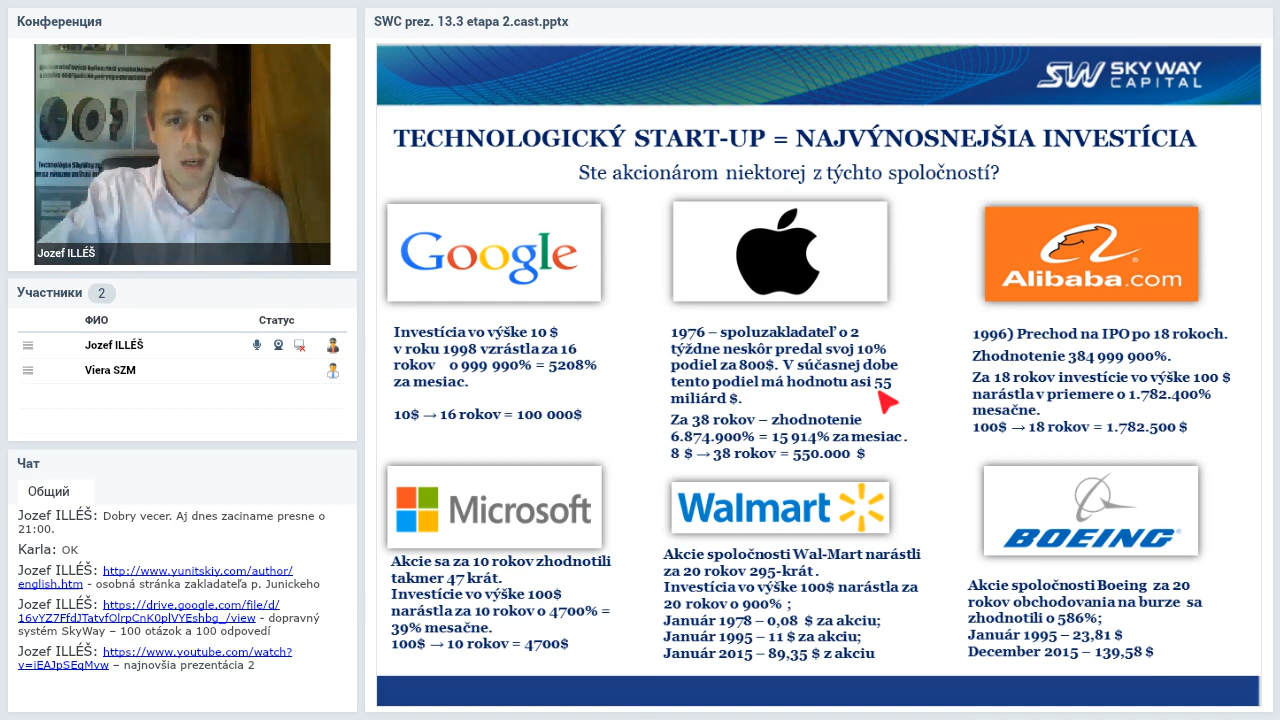 Конференция
Jozef ILLÉŠ
Участники 2
ФИО Статус
Jozef ILLÉŠ
Viera SZM
Чат
Общий
Jozef ILLÉŠ: Dobry vecer. Aj dnes zaciname presne o
21:00.
Karla: OK
Jozef ILLÉŠ: http://www.yunitskiy.com/author/
english.htm - osobná stránka zakladateľa p. Junickeho
Jozef ILLÉŠ: https://drive.google.com/file/d/
16vYZ7FfdJTatvfOlrpCnK0plVYEshbg_/view - dopravný
systém SkyWay – 100 otázok a 100 odpovedí
Jozef ILLÉŠ: https://www.youtube.com/watch?
v=iEAJpSEqMvw – najnovšia prezentácia 2
SWC prez. 13.3 etapa 2.cast.pptx
SW SKY WAY
CAPITAL
TECHNOLOGICKÝ START-UP = NAJVÝNOSNEJŠIA INVESTÍCIA
Ste akcionárom niektorej z týchto spoločností?
Google
Investícia vo výške 10 $
v roku 1998 vzrástla za 16
rokov o 999 990% = 5208%
za mesiac.
10$ → 16 rokov = 100 000$
1976 – spoluzakladateľ o 2
týždne neskôr predal svoj 10%
podiel za 800$. V súčasnej dobe
tento podiel má hodnotu asi 55
miliárd $.
Za 38 rokov – zhodnotenie
6.874.900% = 15 914% za mesiac.
8 $ → 38 rokov = 550.000 $
Alibaba.com
1996) Prechod na IPO po 18 rokoch.
Zhodnotenie 384 999 900%.
Za 18 rokov investície vo výške 100 $
narástla v priemere o 1.782.400%
mesačne.
100$ → 18 rokov = 1.782.500 $
Microsoft
Akcie sa za 10 rokov zhodnotili
takmer 47 krát.
Investície vo výške 100$
narástla za 10 rokov o 4700% =
39% mesačne.
100$ → 10 rokov = 4700$
Walmart
Akcie spoločnosti Wal-Mart narástli
za 20 rokov 295-krát.
Investícia vo výške 100$ narástla za
20 rokov o 900% ;
Január 1978 – 0,08 $ za akciu;
Január 1995 – 11 $ za akciu;
Január 2015 – 89,35 $ z akciu
BOEING
Akcie spoločnosti Boeing za 20
rokov obchodovania na burze sa
zhodnotili o 586%;
Január 1995 – 23,81 $
December 2015 – 139,58 $